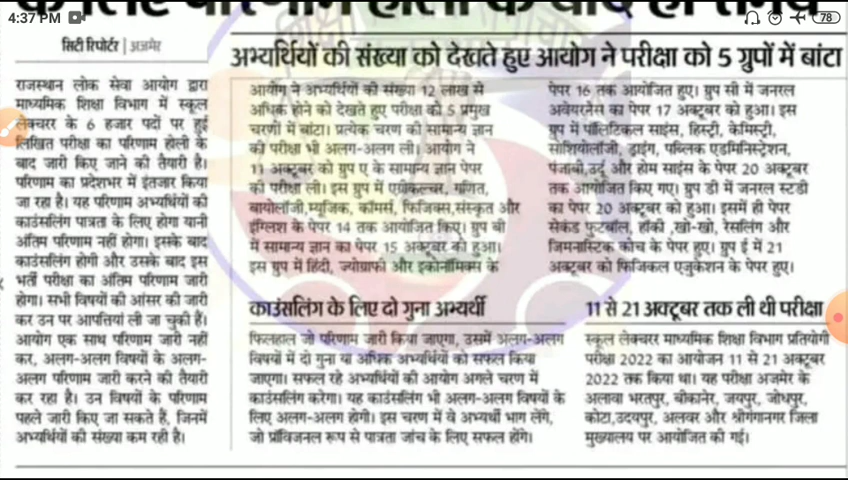 4:37 PM
78
के लिए परिणाम होली के बाद ही
सिटी रिपोर्टर | अजमेर
राजस्थान लोक सेवा आयोग द्वारा
माध्यमिक शिक्षा विभाग में स्कूल
लेक्चरर के 6 हजार पदों पर हुई
लिखित परीक्षा का परिणाम होली के
बाद जारी किए जाने की तैयारी है।
परिणाम का प्रदेशभर में इंतजार किया
जा रहा है। यह परिणाम अभ्यर्थियों की
काउंसलिंग पात्रता के लिए होगा यानी
अंतिम परिणाम नहीं होगा। इसके बाद
काउंसलिंग होगी और उसके बाद इस
भर्ती परीक्षा का अंतिम परिणाम जारी
होगा। सभी विषयों की आंसर की जारी
कर उन पर आपत्तियां ली जा चुकी हैं।
आयोग एक साथ परिणाम जारी नहीं
कर, अलग-अलग विषयों के अलग-
अलग परिणाम जारी करने की तैयारी
कर रहा है। उन विषयों के परिणाम
पहले जारी किए जा सकते हैं, जिनमें
अभ्यर्थियों की संख्या कम रही है।
अभ्यर्थियों की संख्या को देखते हुए आयोग ने परीक्षा को 5 ग्रुपों में बांटा
आयोग ने अभ्यर्थियों की संख्या 12 लाख से
अधिक होने को देखते हुए परीक्षा को 5 प्रमुख
चरणों में बांटा। प्रत्येक चरण की सामान्य ज्ञान
की परीक्षा भी अलग-अलग ली। आयोग ने
11 अक्टूबर को ग्रुप ए के सामान्य ज्ञान पेपर
की परीक्षा ली। इस ग्रुप में एग्रीकल्चर, गणित,
बायोलॉजी,म्यूजिक, कॉमर्स, फिजिक्स,संस्कृत और
इंग्लिश के पेपर 14 तक आयोजित किए। ग्रुप बी
में सामान्य ज्ञान का पेपर 15 अक्टूबर को हुआ।
इस ग्रुप में हिंदी, ज्योग्राफी और इकोनॉमिक्स के
पेपर 16 तक आयोजित हुए। ग्रुप सी में जनरल
अवेयरनेस का पेपर 17 अक्टूबर को हुआ। इस
ग्रुप में पॉलिटिकल साइंस, हिस्ट्री, केमिस्ट्री,
सोशियोलॉजी, ड्राइंग, पब्लिक एडमिनिस्ट्रेशन,
पंजाबी,उर्दू और होम साइंस के पेपर 20 अक्टूबर
तक आयोजित किए गए। ग्रुप डी में जनरल स्टडी
का पेपर 20 अक्टूबर को हुआ। इसमें ही पेपर
सेकंड फुटबॉल, हॉकी ,खो-खो, रेसलिंग और
जिमनास्टिक कोच के पेपर हुए। ग्रुप ई में 21
अक्टूबर को फिजिकल एजुकेशन के पेपर हुए।
काउंसलिंग के लिए दो गुना अभ्यर्थी
फिलहाल जो परिणाम जारी किया जाएगा, उसमें अलग-अलग
विषयों में दो गुना या अधिक अभ्यर्थियों को सफल किया
जाएगा। सफल रहे अभ्यर्थियों की आयोग अगले चरण में
काउंसलिंग करेगा। यह काउंसलिंग भी अलग-अलग विषयों के
लिए अलग-अलग होगी। इस चरण में वे अभ्यर्थी भाग लेंगे,
जो प्रोविजनल रूप से पात्रता जांच के लिए सफल होंगे।
11 से 21 अक्टूबर तक ली थी परीक्षा
स्कूल लेक्चरर माध्यमिक शिक्षा विभाग प्रतियोगी
परीक्षा 2022 का आयोजन 11 से 21 अक्टूबर
2022 तक किया था। यह परीक्षा अजमेर के
अलावा भरतपुर, बीकानेर, जयपुर, जोधपुर,
कोटा,उदयपुर, अलवर और श्रीगंगानगर जिला
मुख्यालय पर आयोजित की गई।